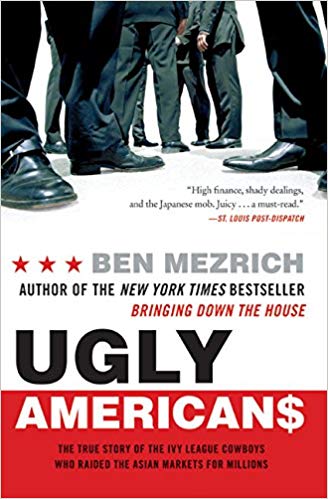 "High finance, shady dealings,
and the Japanese mob. Juicy . . . a must-read."
—ST. LOUIS POST-DISPATCH
BEN MEZRICH
AUTHOR OF THE NEW YORK TIMES BESTSELLER
BRINGING DOWN THE HOUSE
UGLY
AMERICAN$
THE TRUE STORY OF THE IVY LEAGUE COWBOYS
WHO RAIDED THE ASIAN MARKETS FOR MILLIONS